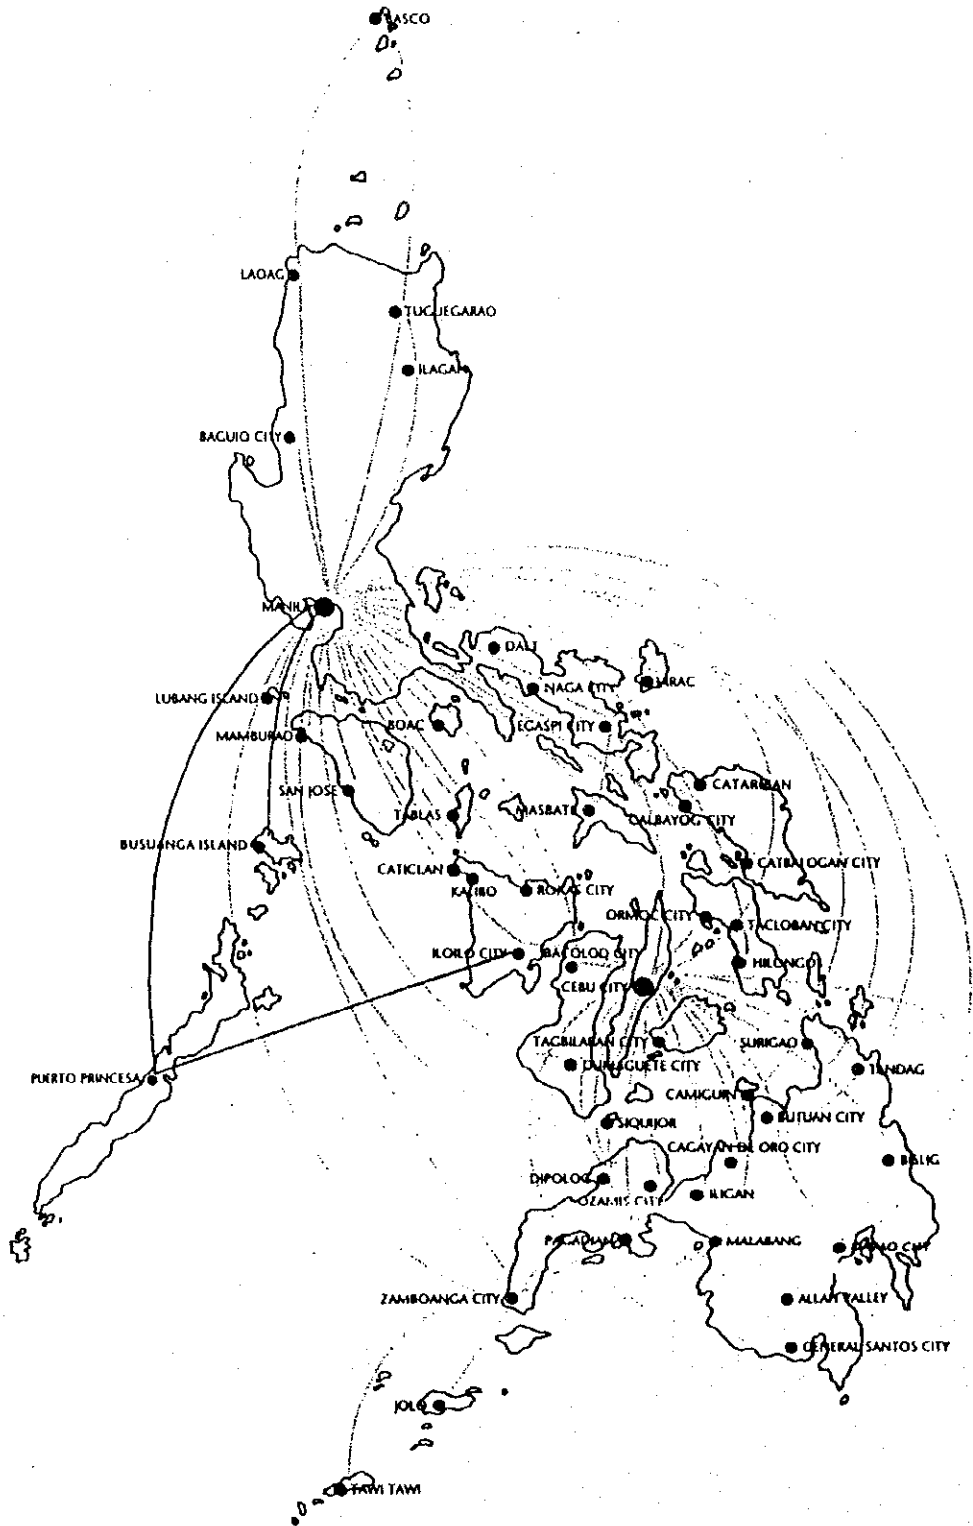 BASCO
LAOAG
TUGUEGARAO
ILAGAN
BAGUIO CITY
MANILA
DAET
NAGA CITY
VIRAC
LUBANG ISLAND
BOAC
LEGASPI CITY
MAMBURAO
CATARMAN
SAN JOSE
TABLAS
MASBATE
CALBAYOG CITY
BUSUANGA ISLAND
CATBALOGAN CITY
CATICLAN
KALIBO
ROXAS CITY
ORMOC CITY
TACLOBAN CITY
ILOILO CITY
BACOLOD CITY
HILONGOS
CEBU CITY
TAGBILARAN CITY
SURIGAO
DUMAGUETE CITY
TANDAG
PUERTO PRINCESA
CAMIGUIN
SIQUIJOR
BUTUAN CITY
CAGAYAN DE ORO CITY
BISLIG
DIPOLOG
OZAMIS CITY
ILIGAN
PAGADIAN
MALABANG
DAVAO CITY
ZAMBOANGA CITY
ALLAH VALLEY
GENERAL SANTOS CITY
JOLO
TAWI TAWI